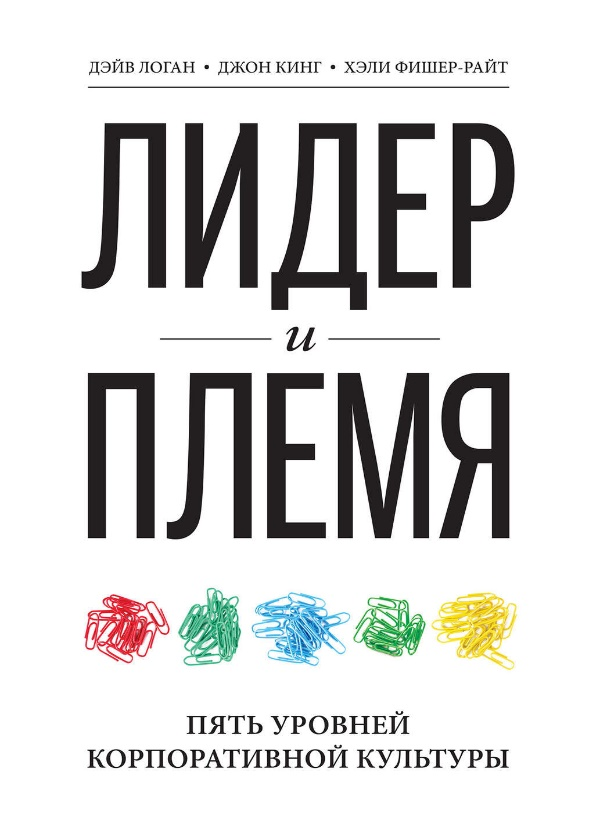 ДЭЙВ ЛОГАН • ДЖОН КИНГ • ХЭЛИ ФИШЕР-РАЙТ
ЛИДЕР
и
ПЛЕМЯ
ПЯТЬ УРОВНЕЙ
КОРПОРАТИВНОЙ КУЛЬТУРЫ